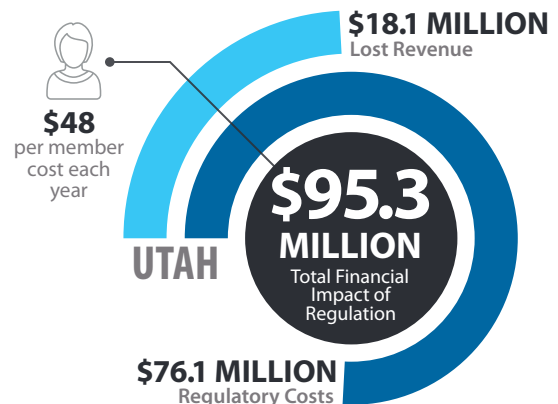 $18.1 MILLION
Lost Revenue
$48
per member
cost each
year
$95.3
MILLION
Total Financial
Impact of
Regulation
UTAH
$76.1 MILLION
Regulatory Costs